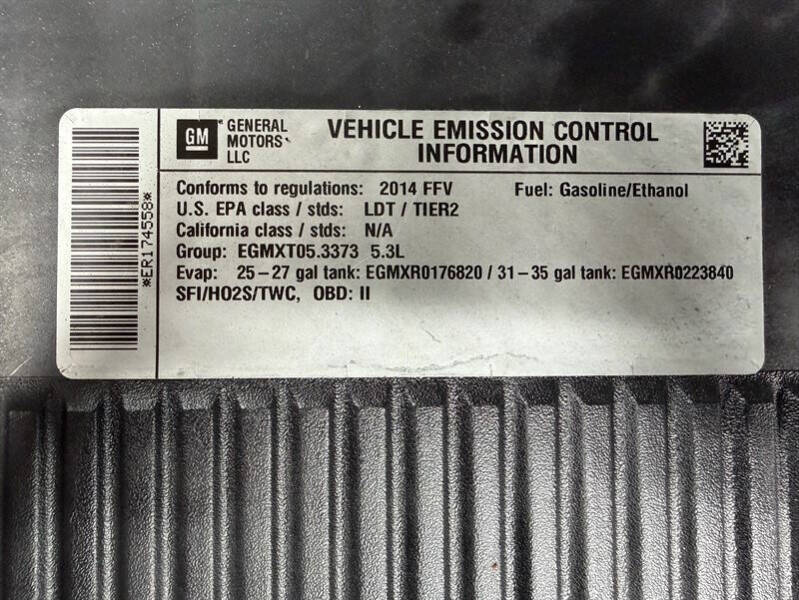 GM GENERAL MOTORS LLC
VEHICLE EMISSION CONTROL
INFORMATION
Conforms to regulations: 2014 FFV Fuel: Gasoline/Ethanol
U.S. EPA class / stds: LDT / TIER2
California class / stds: N/A
Group: EGMXT05.3373 5.3L
Evap: 25-27 gal tank: EGMXR0176820 / 31-35 gal tank: EGMXR0223840
SFI/HO2S/TWC, OBD: II
*ER174558*